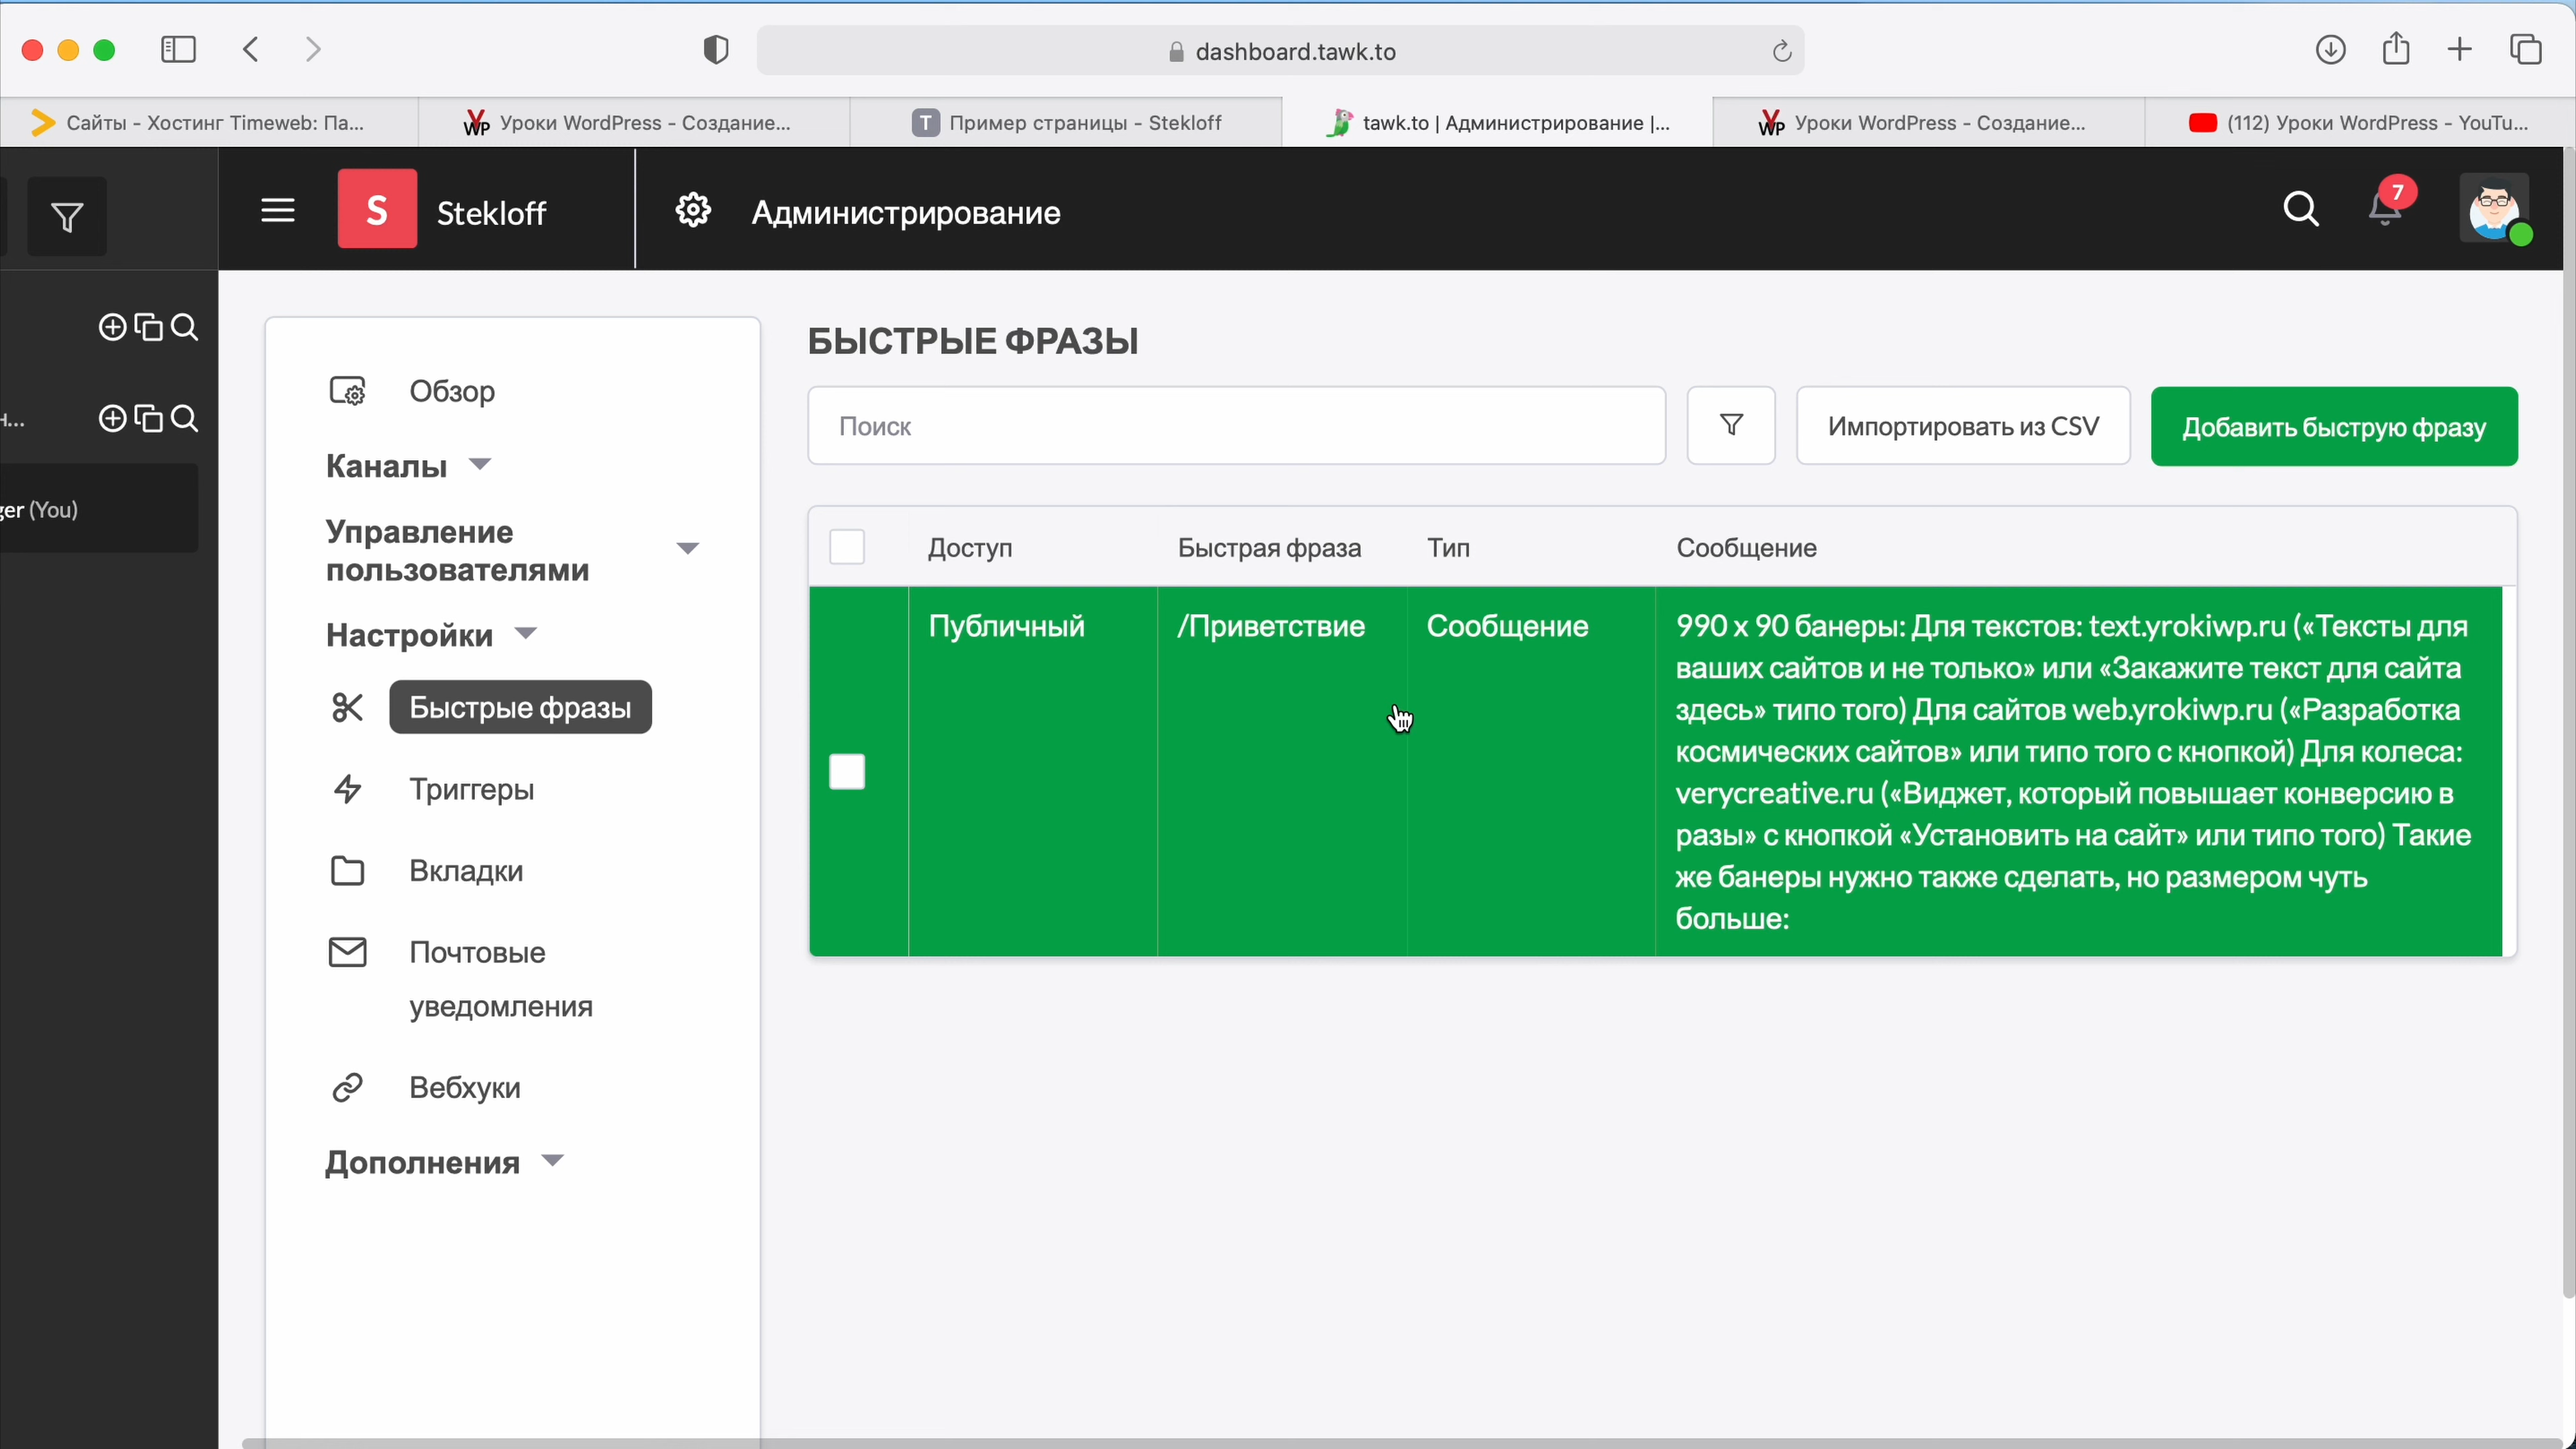 dashboard.tawk.to
Сайты - Хостинг Timeweb: Па...
Уроки WordPress - Создание...
T Пример страницы - Stekloff
tawk.to | Администрирование |...
Уроки WordPress - Создание...
(112) Уроки WordPress - YouTu...
S Stekloff
Администрирование
7
н...
ger (You)
Обзор
Каналы
Управление
пользователями
Настройки
Быстрые фразы
Триггеры
Вкладки
Почтовые
уведомления
Вебхуки
Дополнения
БЫСТРЫЕ ФРАЗЫ
Поиск
Импортировать из CSV
Добавить быструю фразу
Доступ
Быстрая фраза
Тип
Сообщение
Публичный
/Приветствие
Сообщение
990 x 90 банеры: Для текстов: text.yrokiwp.ru («Тексты для
ваших сайтов и не только» или «Закажите текст для сайта
здесь» типо того) Для сайтов web.yrokiwp.ru («Разработка
космических сайтов» или типо того с кнопкой) Для колеса:
verycreative.ru («Виджет, который повышает конверсию в
разы» с кнопкой «Установить на сайт» или типо того) Такие
же банеры нужно также сделать, но размером чуть
больше: